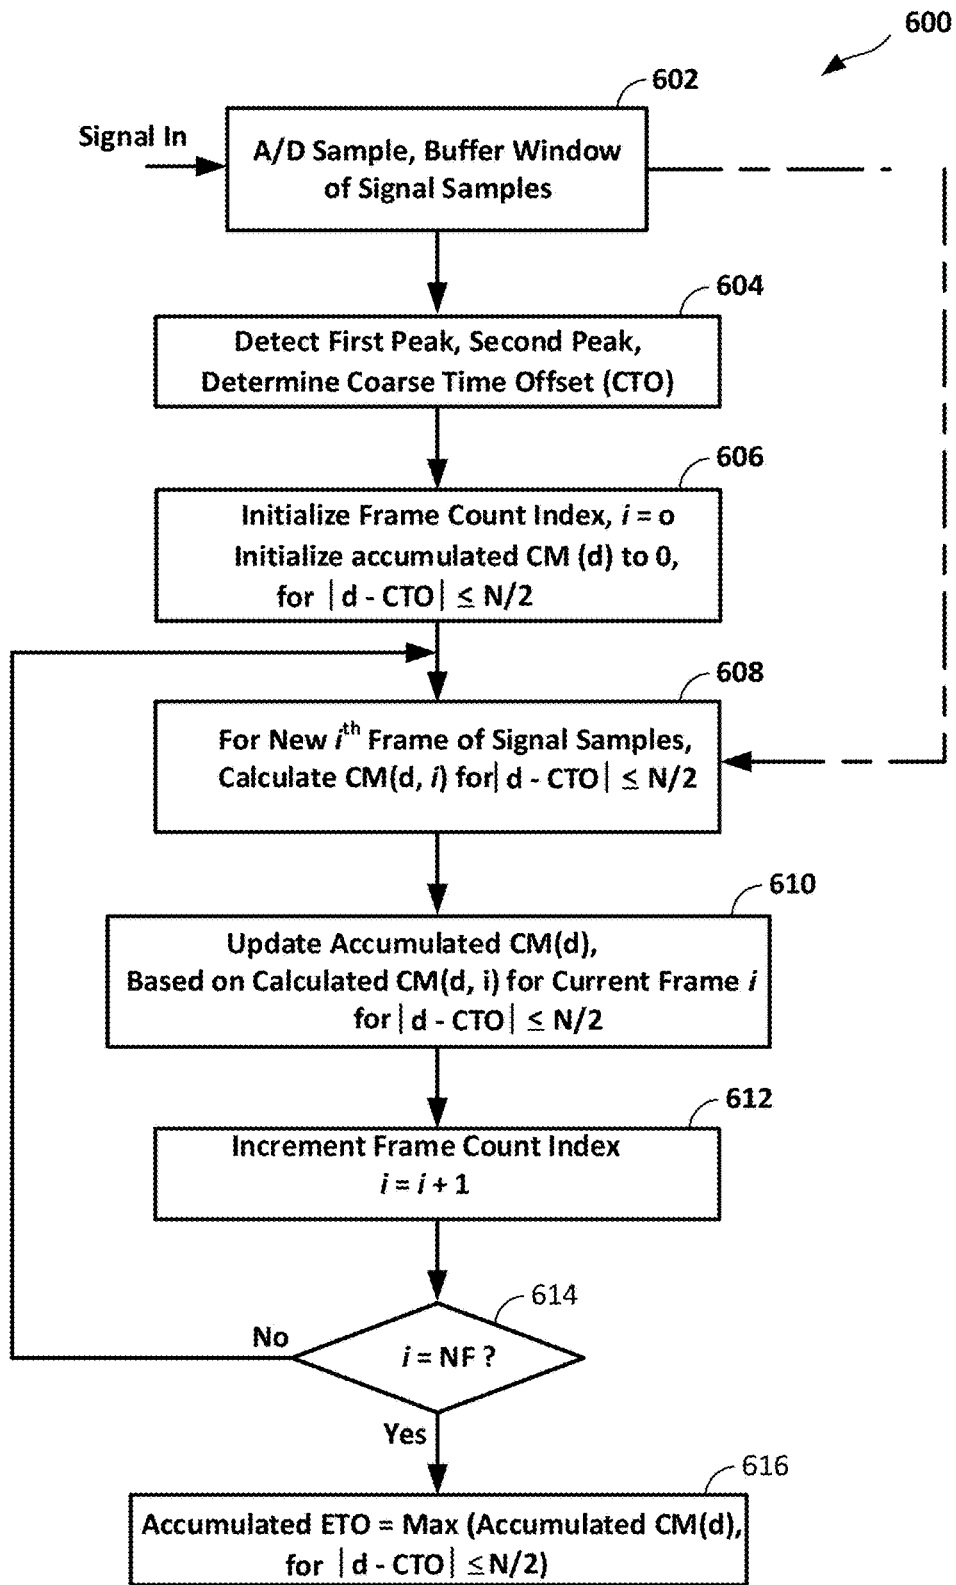 600
602
Signal In
A/D Sample, Buffer Window
of Signal Samples
604
Detect First Peak, Second Peak,
Determine Coarse Time Offset (CTO)
606
Initialize Frame Count Index, i = o
Initialize accumulated CM (d) to 0,
for |d - CTO| ≤ N/2
608
For New ith Frame of Signal Samples,
Calculate CM(d, i) for|d - CTO| ≤ N/2
610
Update Accumulated CM(d),
Based on Calculated CM(d, i) for Current Frame i
for|d - CTO| ≤ N/2
612
Increment Frame Count Index
i = i + 1
614
No
i = NF ?
Yes
616
Accumulated ETO = Max (Accumulated CM(d),
for |d - CTO| ≤N/2)